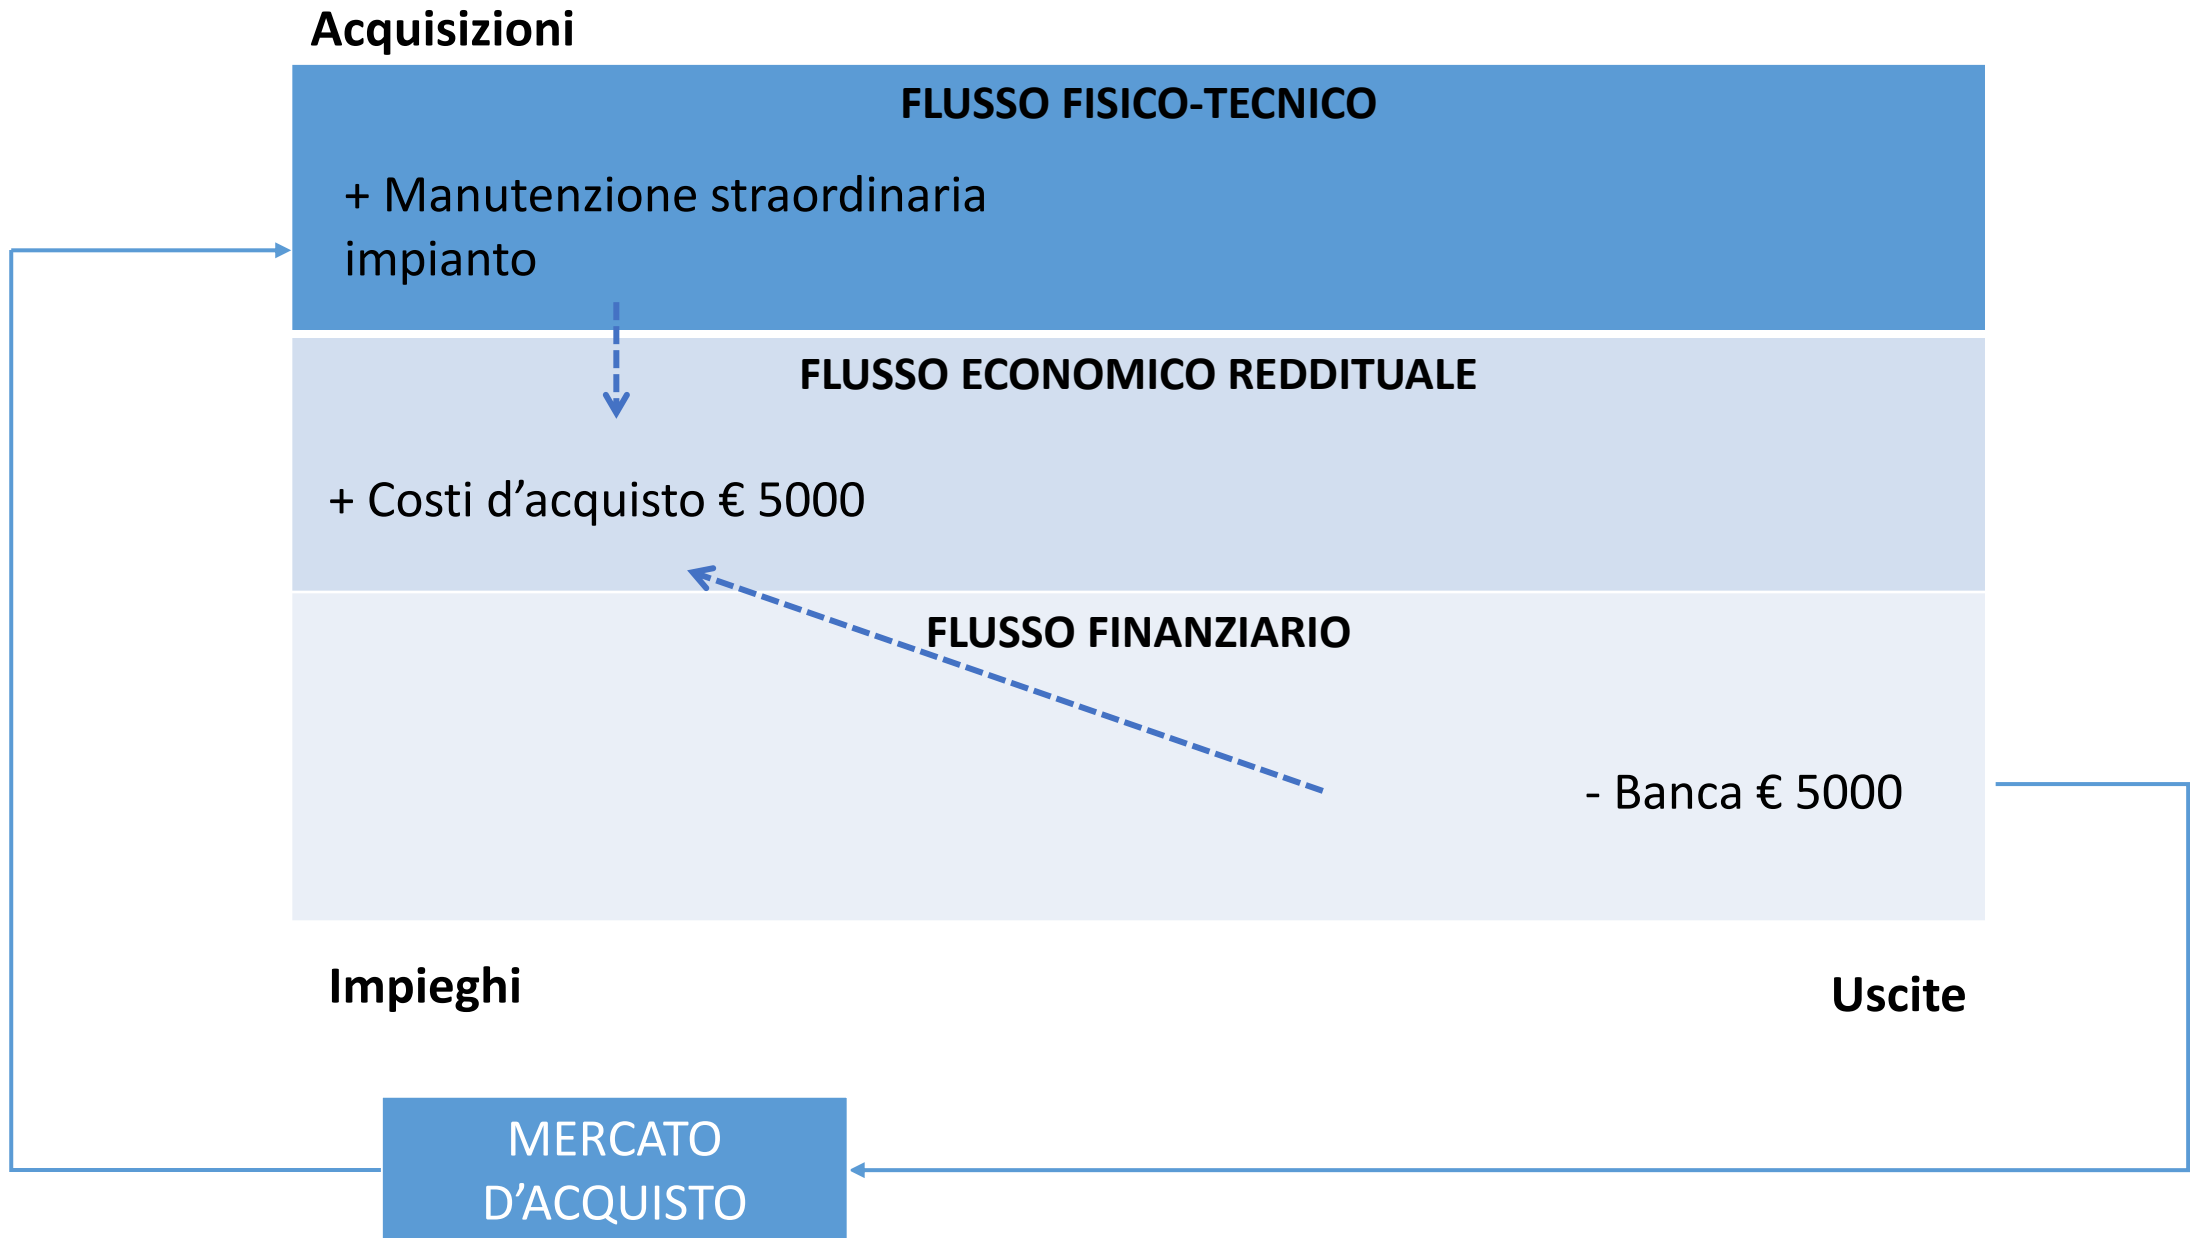 Acquisizioni
FLUSSO FISICO-TECNICO
+ Manutenzione straordinaria
impianto
FLUSSO ECONOMICO REDDITUALE
+ Costi d’acquisto € 5000
FLUSSO FINANZIARIO
- Banca € 5000
Impieghi
Uscite
MERCATO
D’ACQUISTO